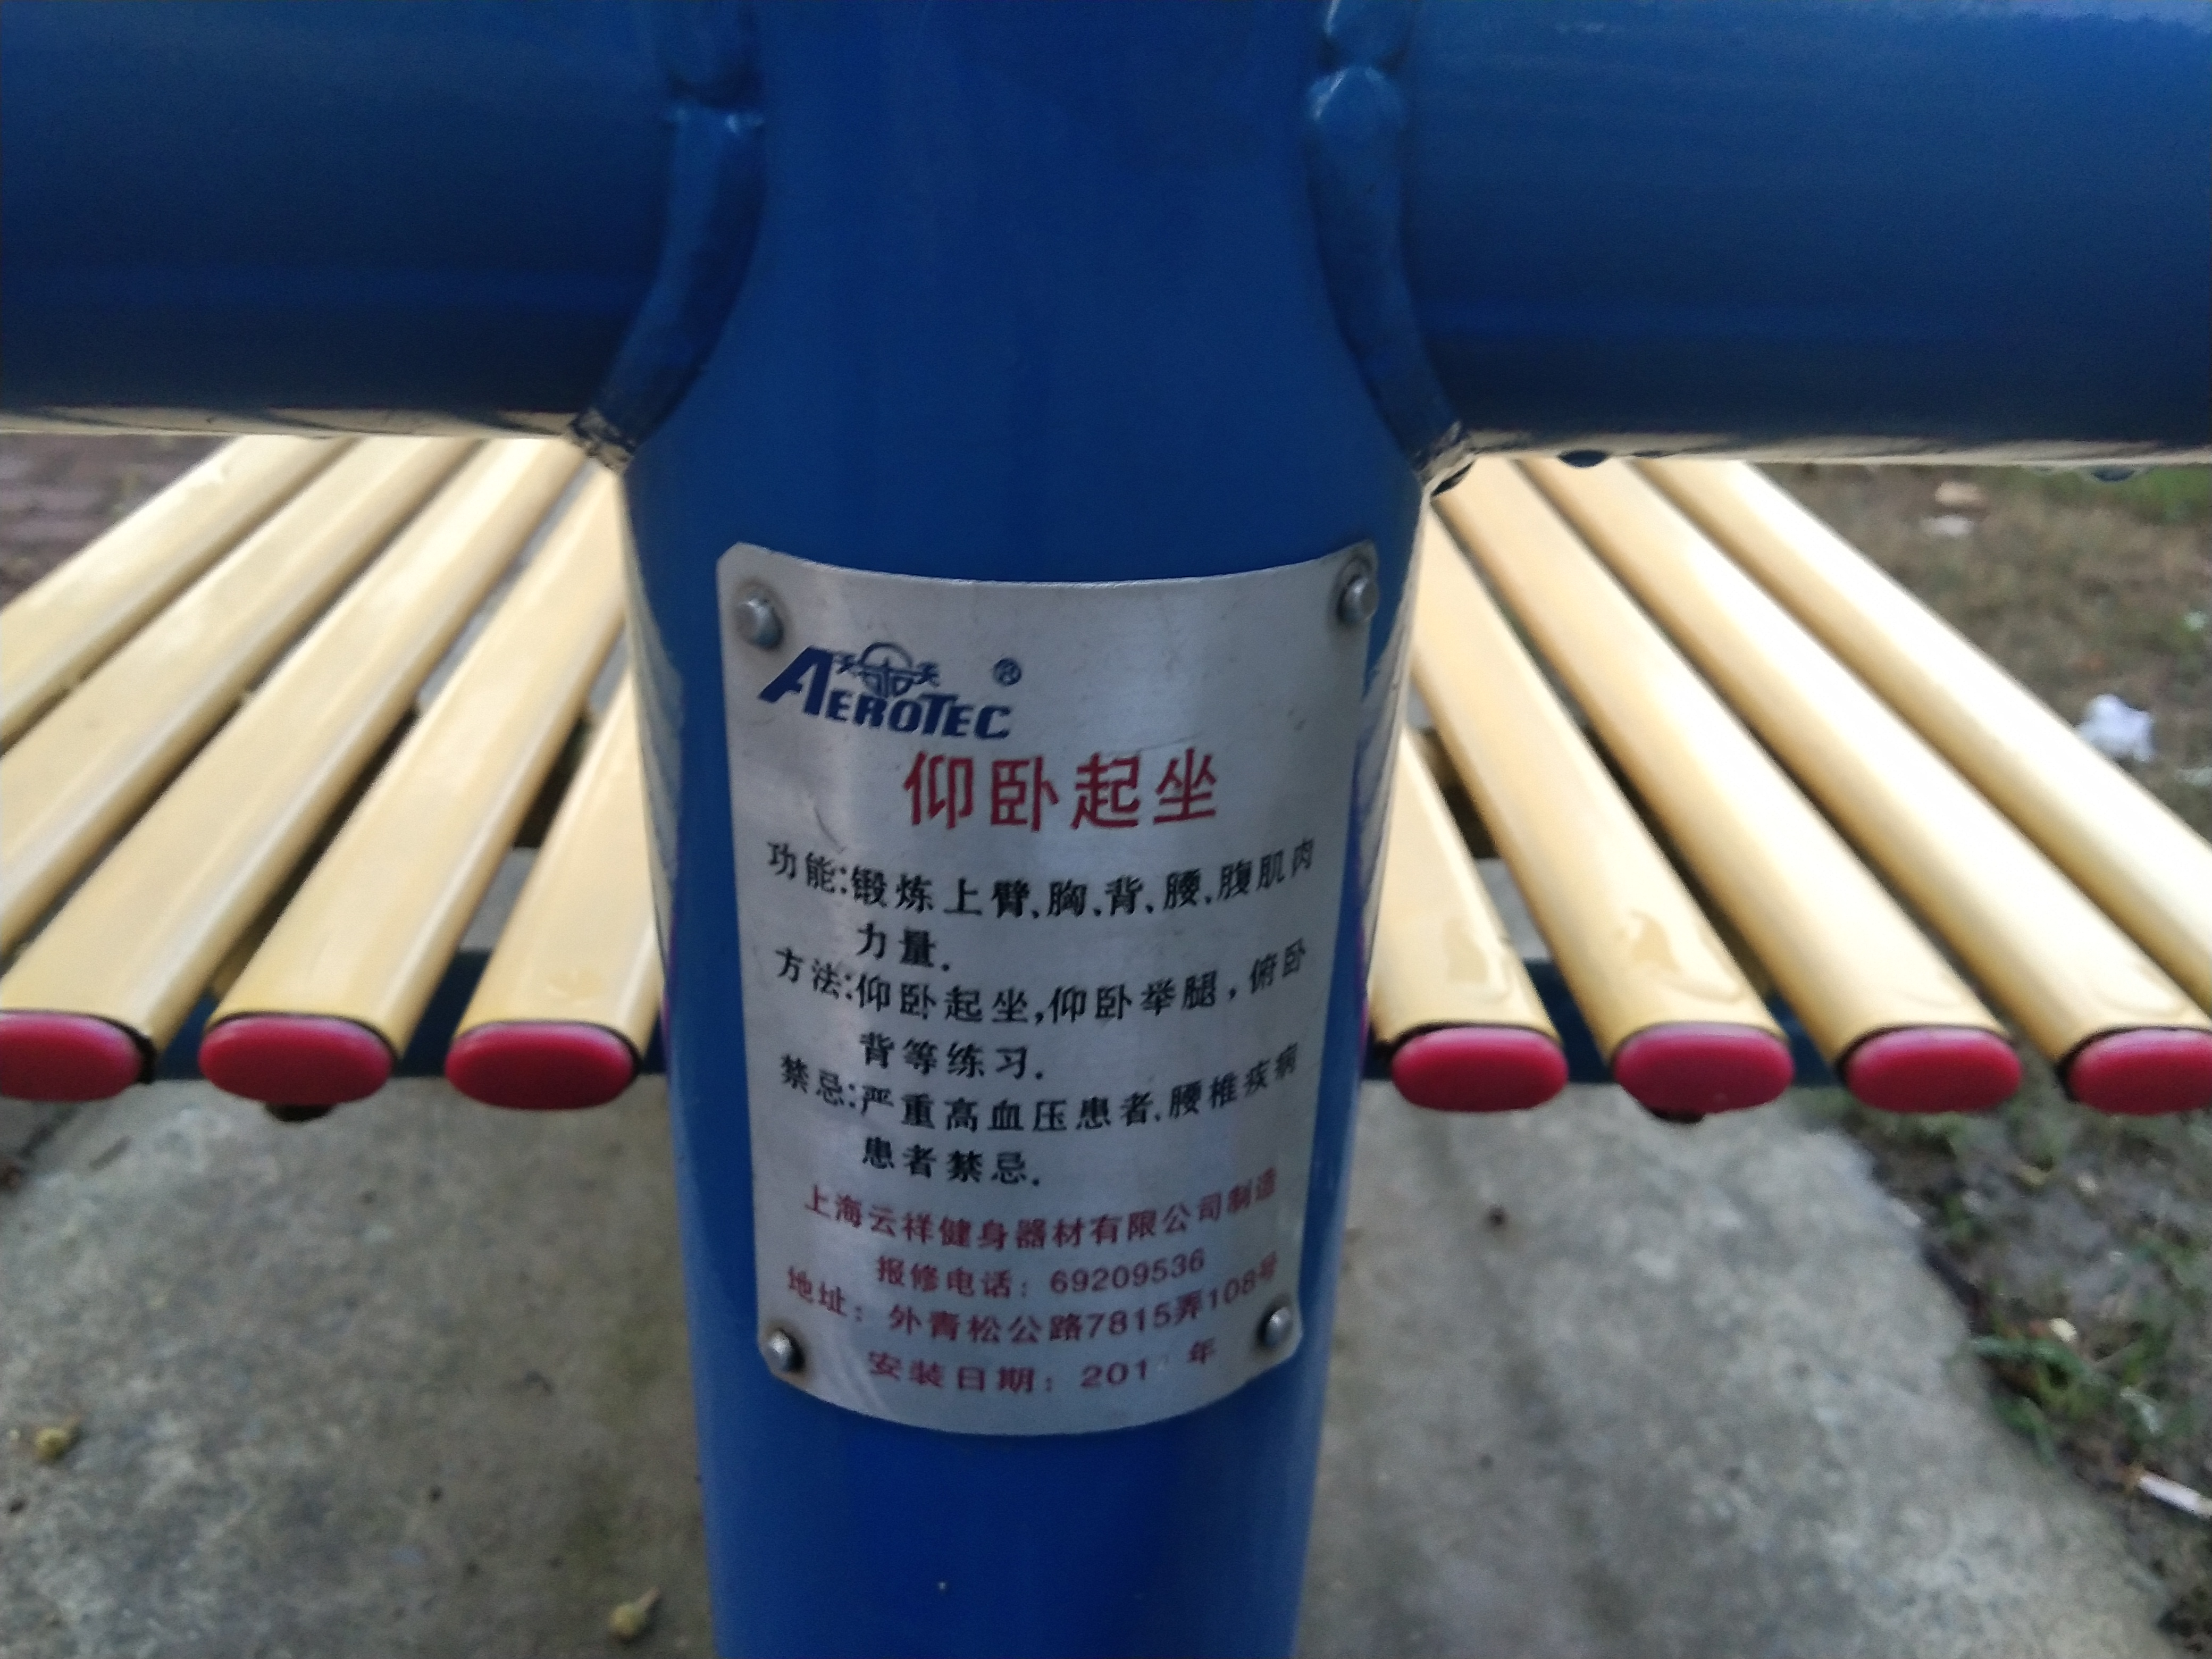 AEROTEC ®
仰卧起坐
功能:锻炼上臂、胸、背、腰、腹肌肉
力量.
方法:仰卧起坐,仰卧举腿，俯卧
背等练习.
禁忌:严重高血压患者、腰椎疾病
患者禁忌.
上海云祥健身器材有限公司制造
报修电话：69209536
地址：外青松公路7815弄108号
安装日期：201 年